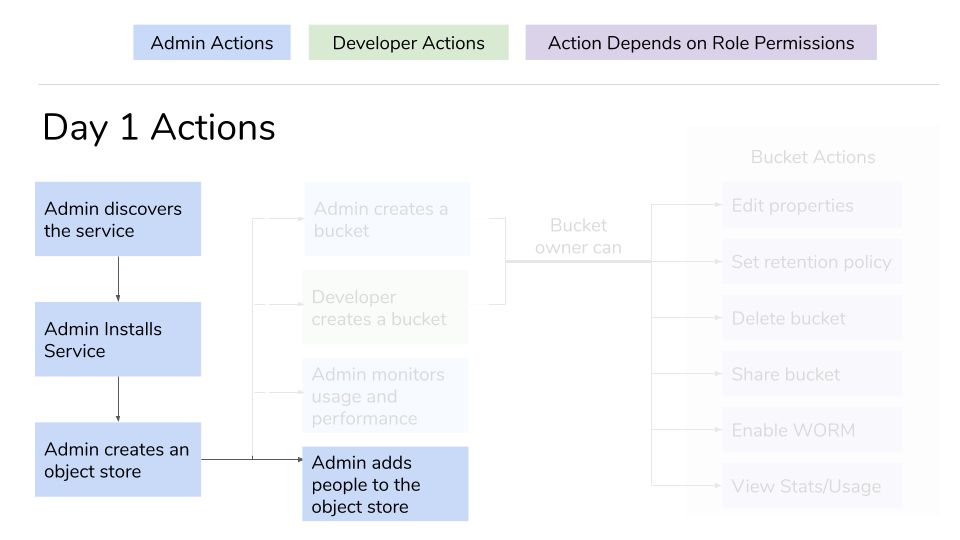 Admin Actions
Developer Actions
Action Depends on Role Permissions
Day 1 Actions
Admin discovers
the service
Admin Installs
Service
Admin creates an
object store
Admin creates a
bucket
Developer
creates a bucket
Admin monitors
usage and
performance
Admin adds
people to the
object store
Bucket
owner can
Bucket Actions
Edit properties
Set retention policy
Delete bucket
Share bucket
Enable WORM
View Stats/Usage